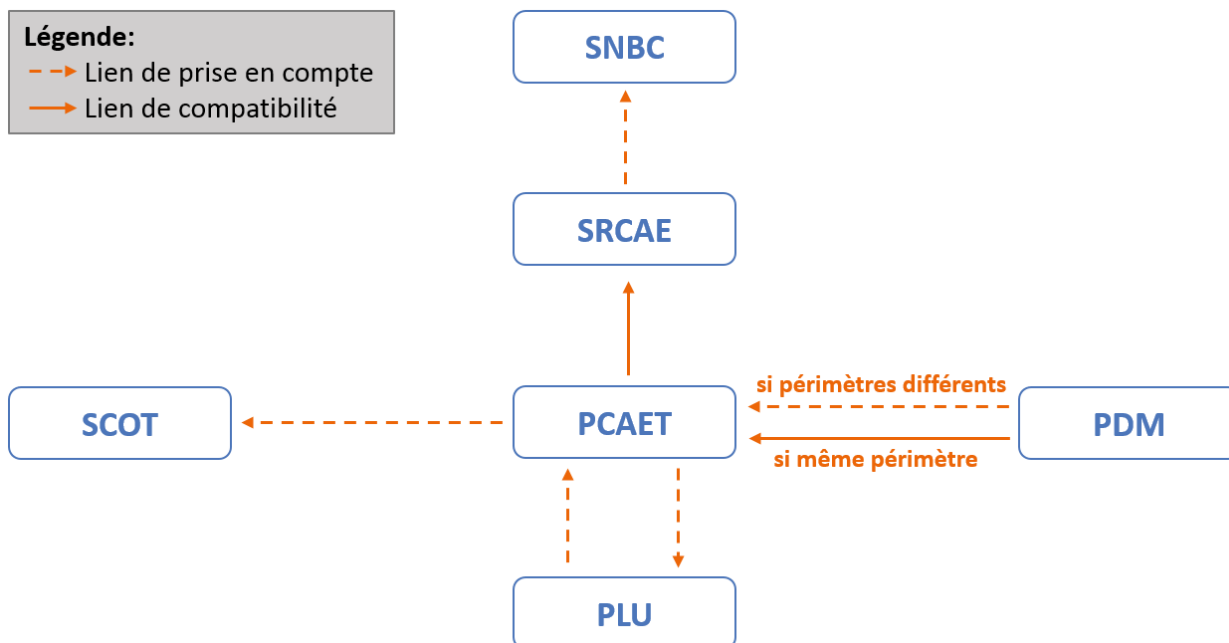 Légende:
Lien de prise en compte
Lien de compatibilité
SNBC
SRCAE
si périmètres différents
SCOT
PCAET
PDM
si même périmètre
PLU